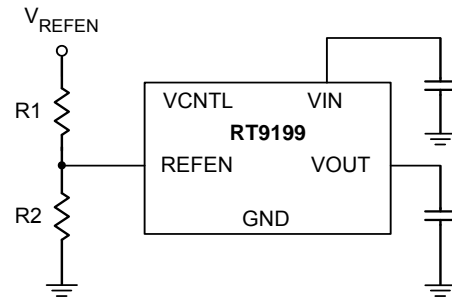 VREFEN
R1
VCNTL VIN
RT9199
REFEN VOUT
R2
GND